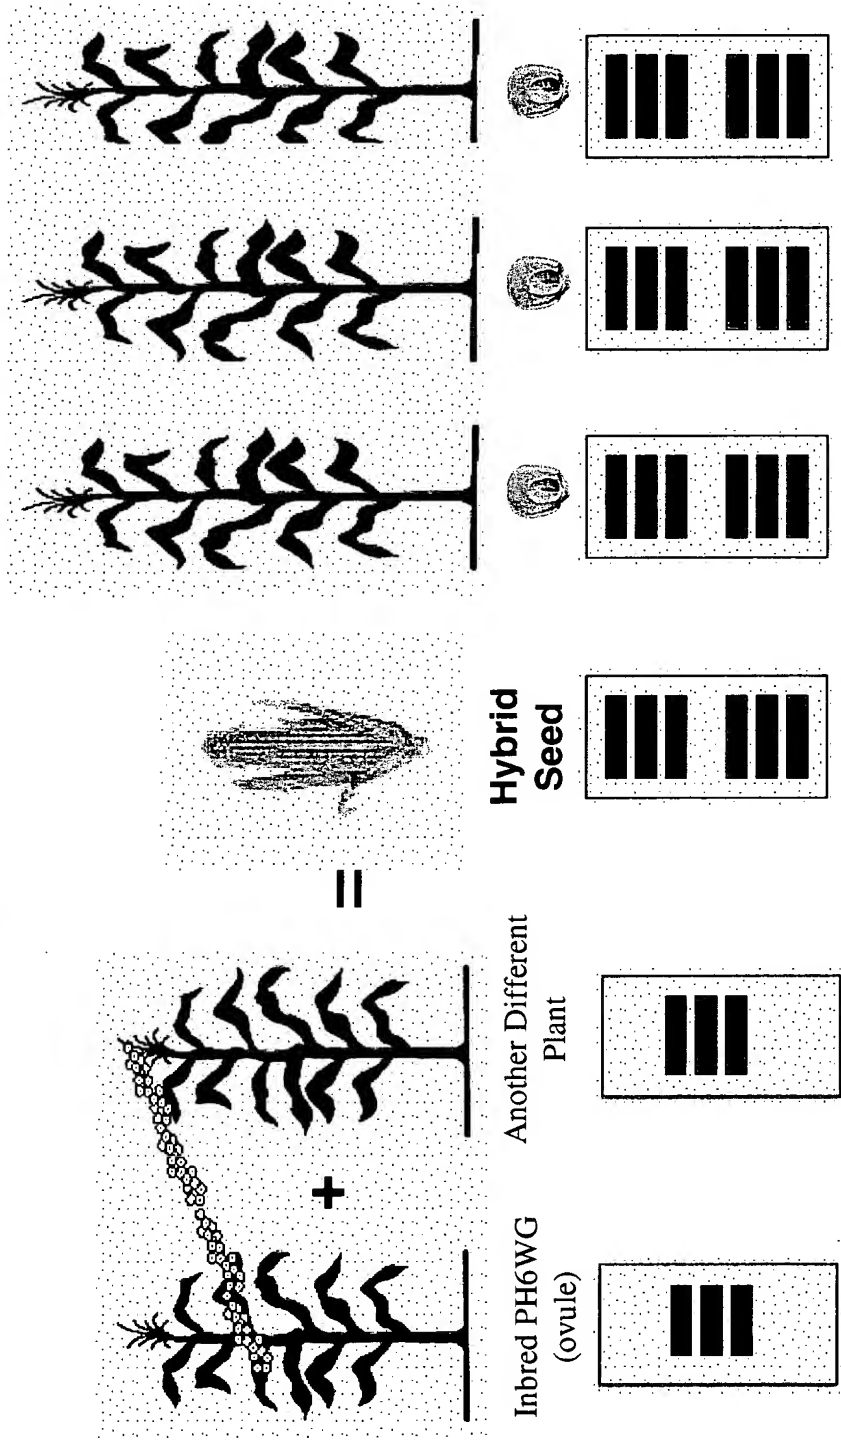 Inbred PH6WG
(ovule)
+
Another Different
Plant
=
Hybrid
Seed